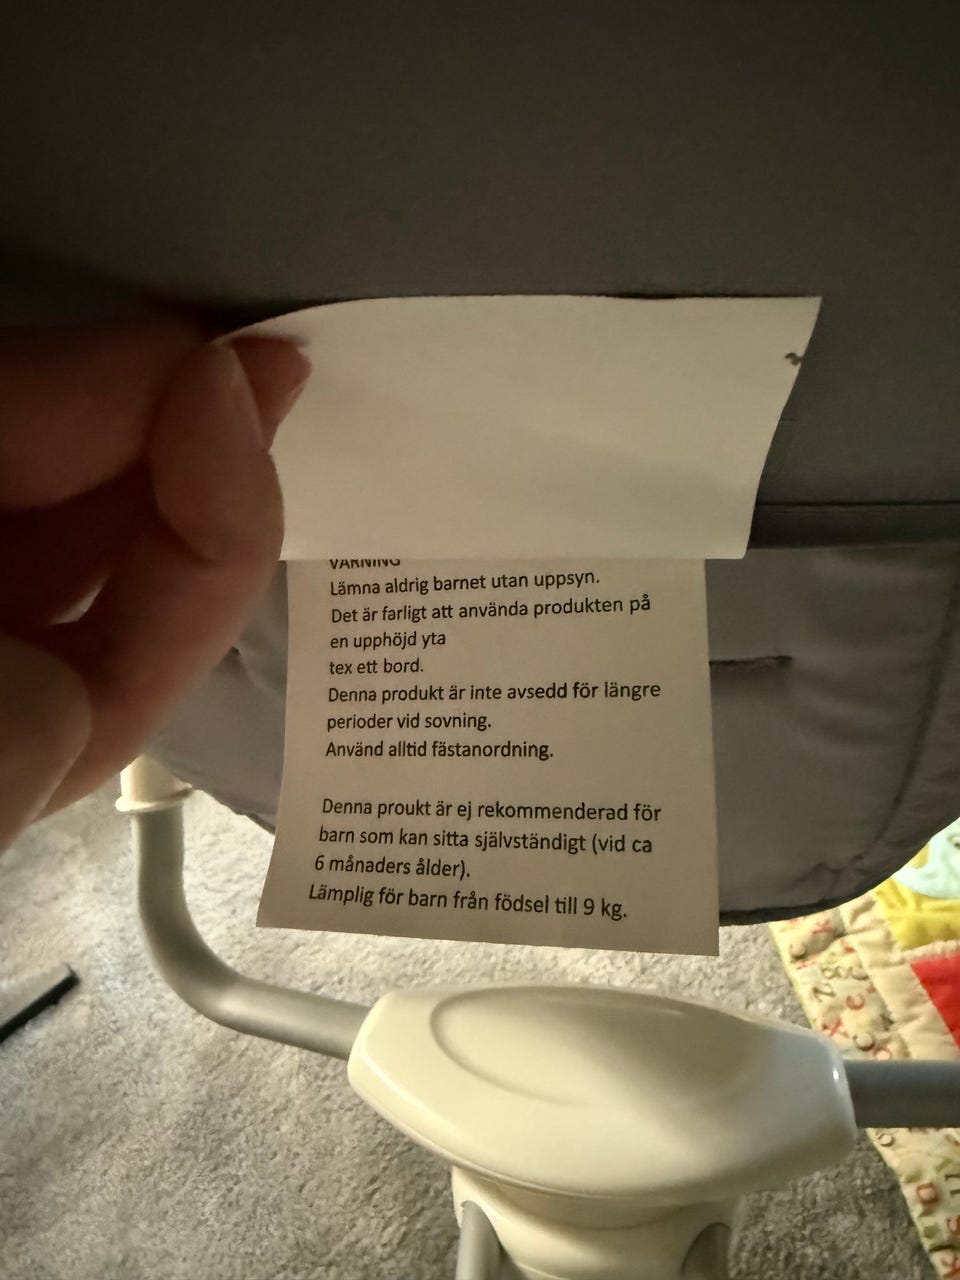 VARNING
Lämna aldrig barnet utan uppsyn.
Det är farligt att använda produkten på
en upphöjd yta
tex ett bord.
Denna produkt är inte avsedd för längre
perioder vid sovning.
Använd alltid fästanordning.
Denna proukt är ej rekommenderad för
barn som kan sitta självständigt (vid ca
6 månaders ålder).
Lämplig för barn från födsel till 9 kg.